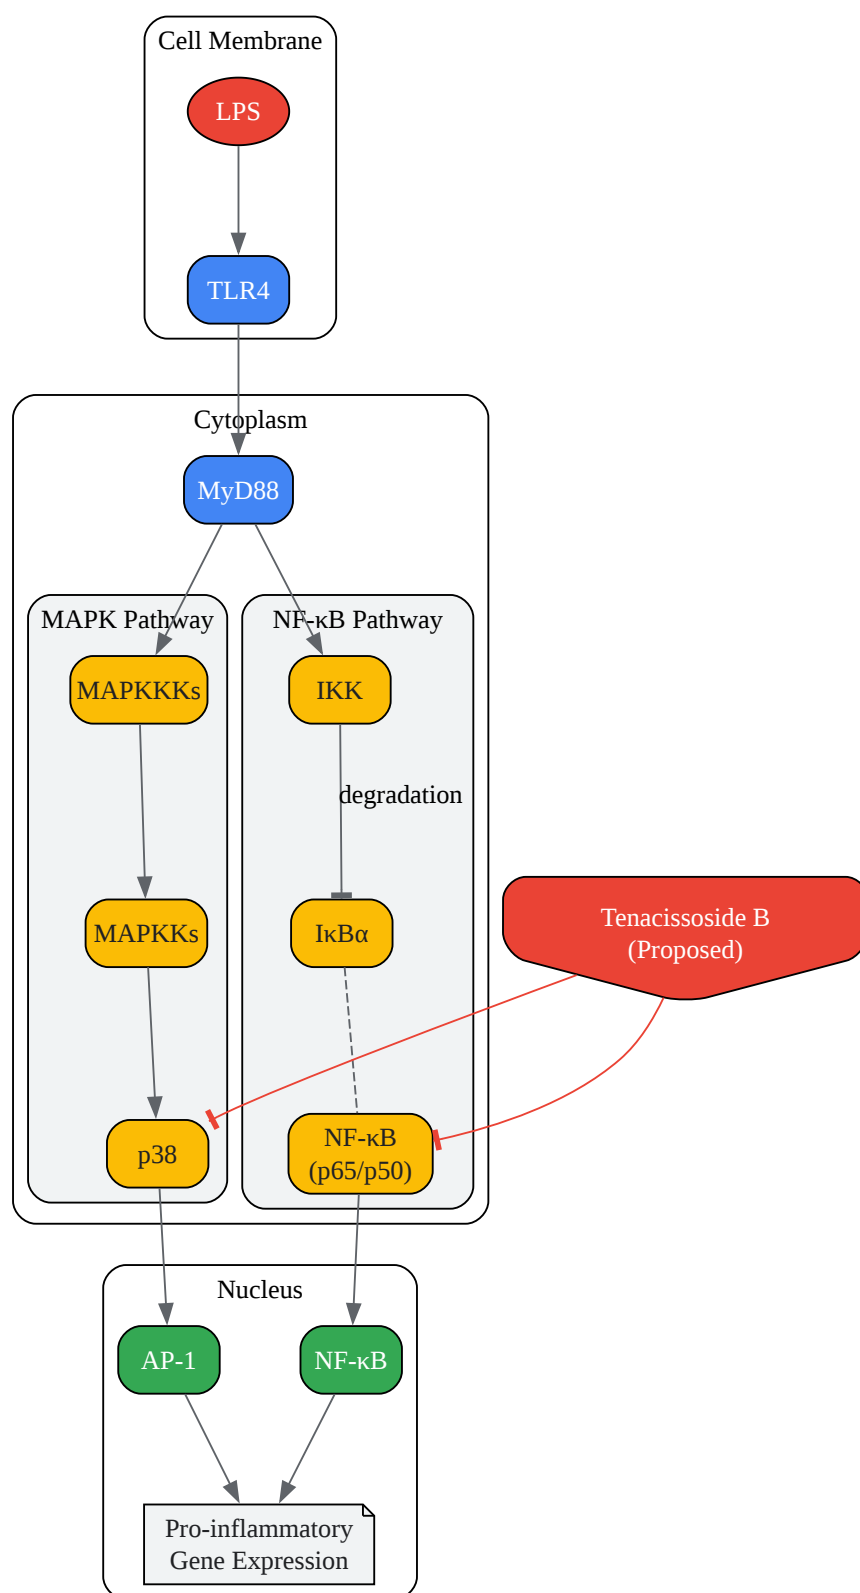 Cell Membrane
LPS
TLR4
Cytoplasm
MyD88
MAPK Pathway
NF-κB Pathway
MAPKKKs
IKK
degradation
MAPKKs
IκBα
Tenacissoside B
(Proposed)
p38
NF-κB
(p65/p50)
Nucleus
AP-1
NF-κB
Pro-inflammatory
Gene Expression